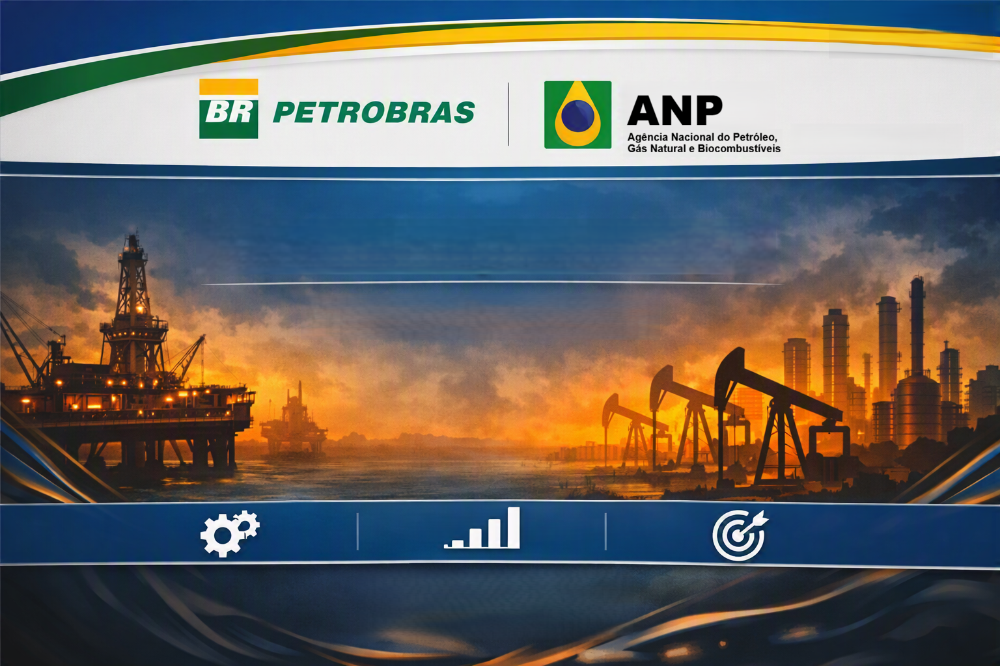 BR PETROBRAS
ANP
Agência Nacional do Petróleo,
Gás Natural e Biocombustíveis